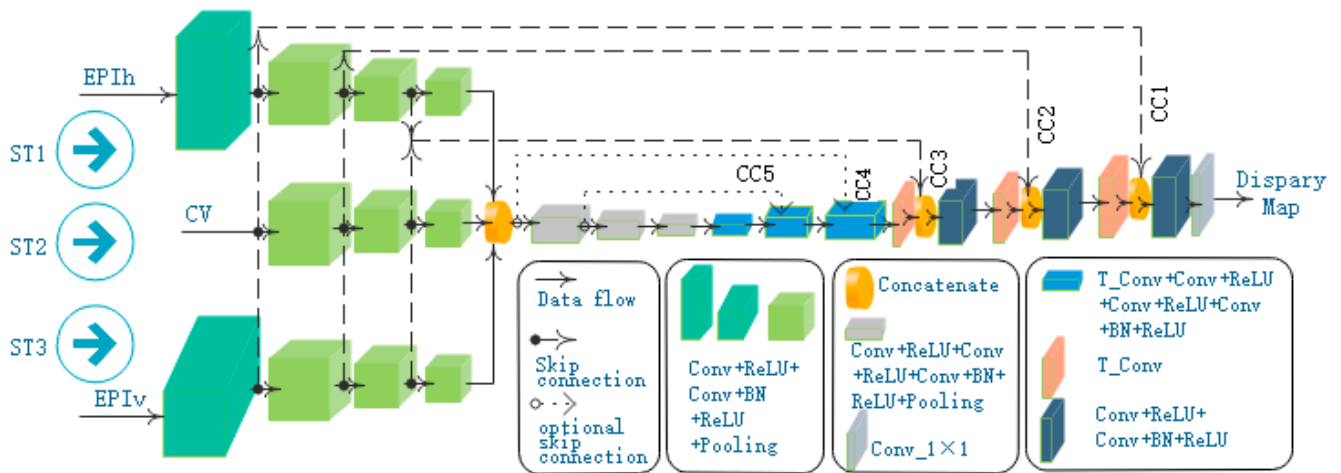 EPIh
ST1
CV
ST2
ST3
EPIv
CC1
CC2
CC3
CC4
CC5
Dispary
Map
Data flow
Skip
connection
optional
skip
connection
Conv+ReLU+
Conv+BN
+ReLU
+Pooling
Concatenate
Conv+ReLU+Conv
+ReLU+Conv+BN+
ReLU+Pooling
Conv_1×1
T_Conv+Conv+ReLU
+Conv+ReLU+Conv
+BN+ReLU
T_Conv
Conv+ReLU+
Conv+BN+ReLU